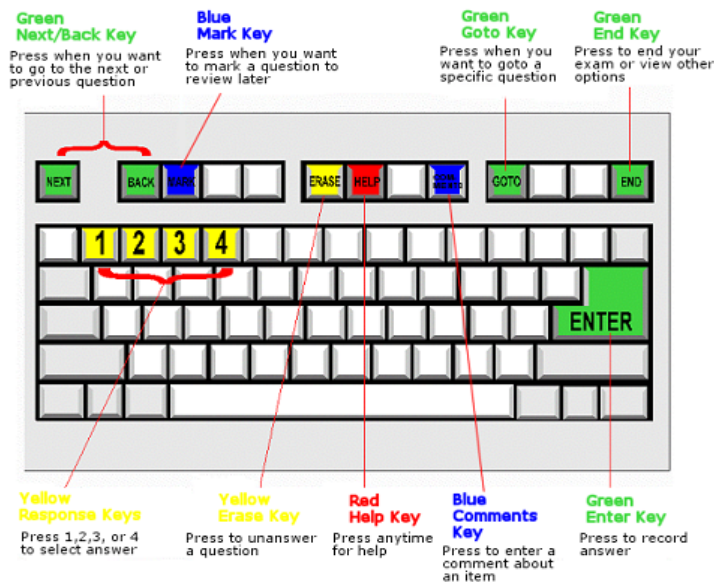 Green
Next/Back Key
Press when you want
to go to the next or
previous question
Blue
Mark Key
Press when you want
to mark a question to
review later
Green
Goto Key
Press when you
want to goto a
specific question
Green
End Key
Press to end your
exam or view other
options
NEXT
BACK
MARK
ERASE
HELP
COM
MENTS
GOTO
END
1
2
3
4
ENTER
Yellow
Response Keys
Press 1,2,3, or 4
to select answer
Yellow
Erase Key
Press to unanswer
a question
Red
Help Key
Press anytime
for help
Blue
Comments
Key
Press to enter a
comment about
an item
Green
Enter Key
Press to record
answer